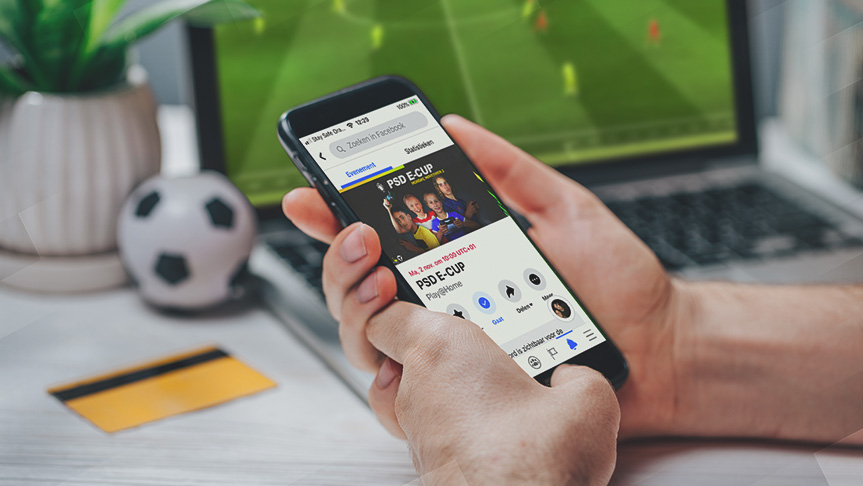 Stay Safe Ora... 12:29 100%
Zoeken in Facebook
Evenement Statistieken
PSD E-CUP
Ma, 2 nov. om 10:00 UTC+01
PSD E-CUP
Play@Home
Gaat Delen Meer
ord is zichtbaar voor de